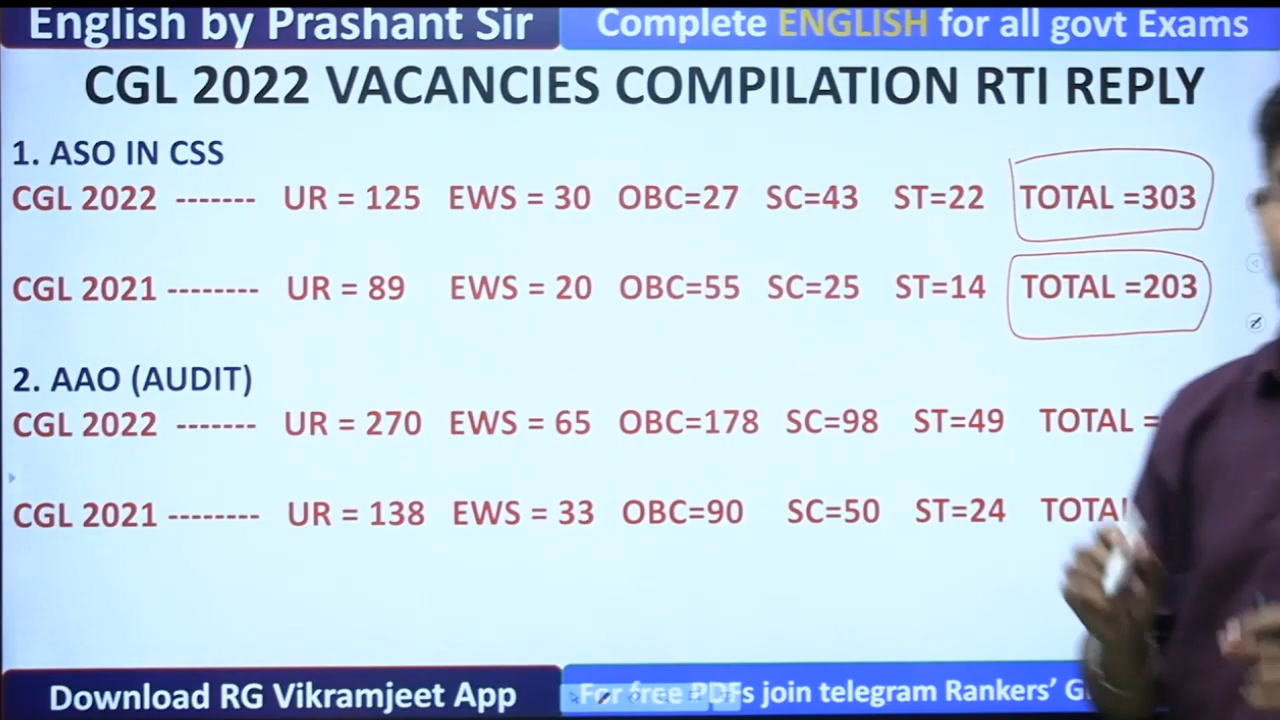 English by Prashant Sir
Complete ENGLISH for all govt Exams
CGL 2022 VACANCIES COMPILATION RTI REPLY
1. ASO IN CSS
CGL 2022 ------- UR = 125 EWS = 30 OBC=27 SC=43 ST=22 TOTAL =303
CGL 2021 -------- UR = 89 EWS = 20 OBC=55 SC=25 ST=14 TOTAL =203
2. AAO (AUDIT)
CGL 2022 ------- UR = 270 EWS = 65 OBC=178 SC=98 ST=49 TOTAL =
CGL 2021 -------- UR = 138 EWS = 33 OBC=90 SC=50 ST=24
Download RG Vikramjeet App
For free PDFs join telegram Rankers'